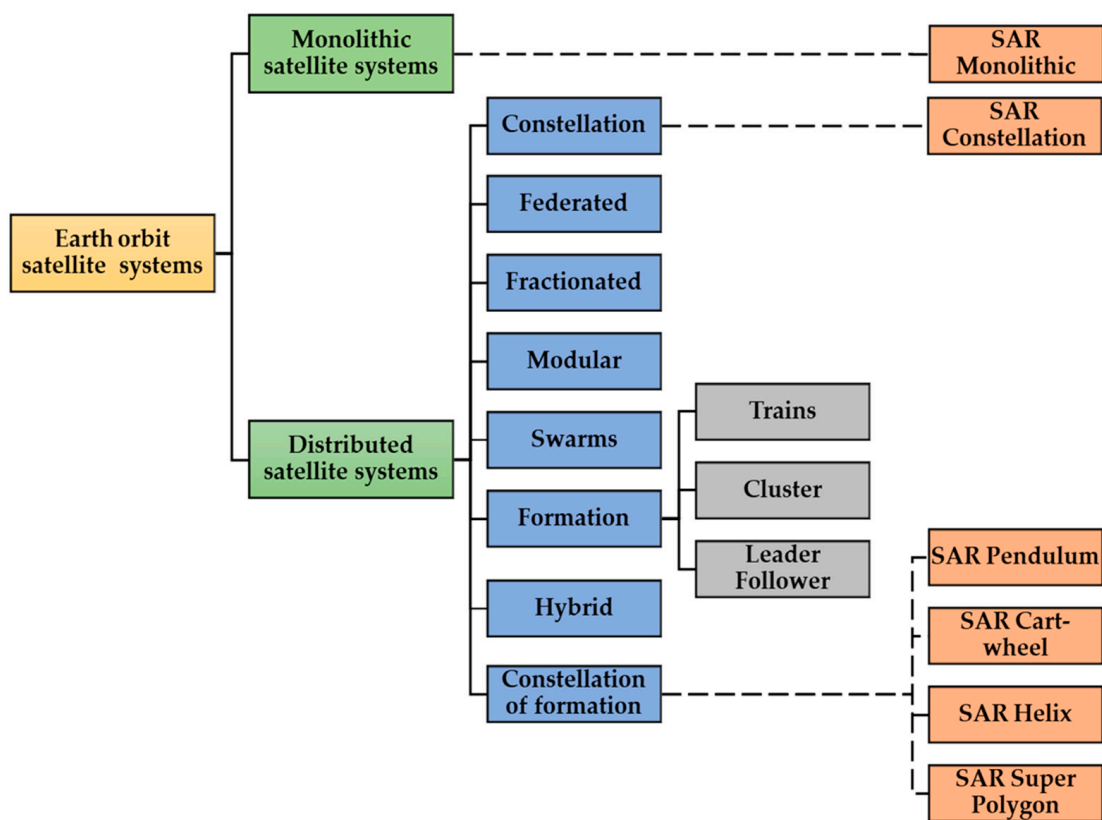 Monolithic
satellite systems
SAR
Monolithic
Constellation
SAR
Constellation
Federated
Earth orbit
satellite systems
Fractionated
Modular
Trains
Distributed
satellite systems
Swarms
Cluster
Formation
Leader
Follower
SAR Pendulum
Hybrid
SAR Cart-
wheel
Constellation
of formation
SAR Helix
SAR Super
Polygon